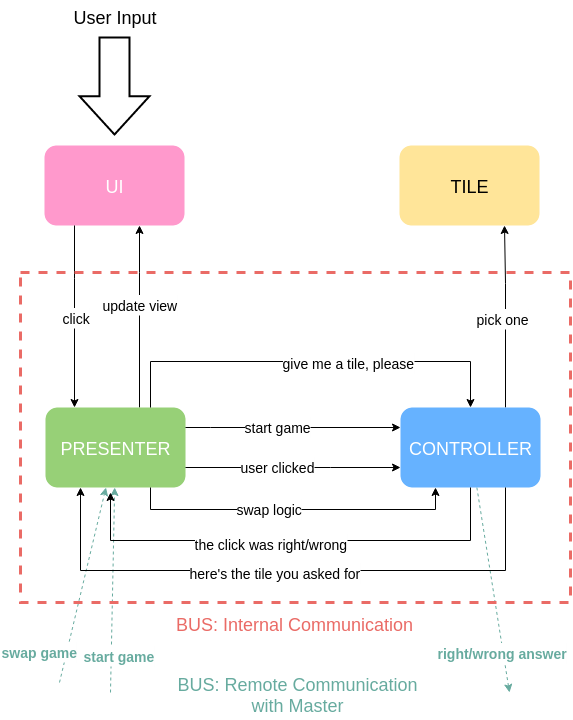 User Input
UI
TILE
click
update view
pick one
give me a tile, please
start game
PRESENTER
CONTROLLER
user clicked
swap logic
the click was right/wrong
here's the tile you asked for
BUS: Internal Communication
swap game
start game
right/wrong answer
BUS: Remote Communication
with Master